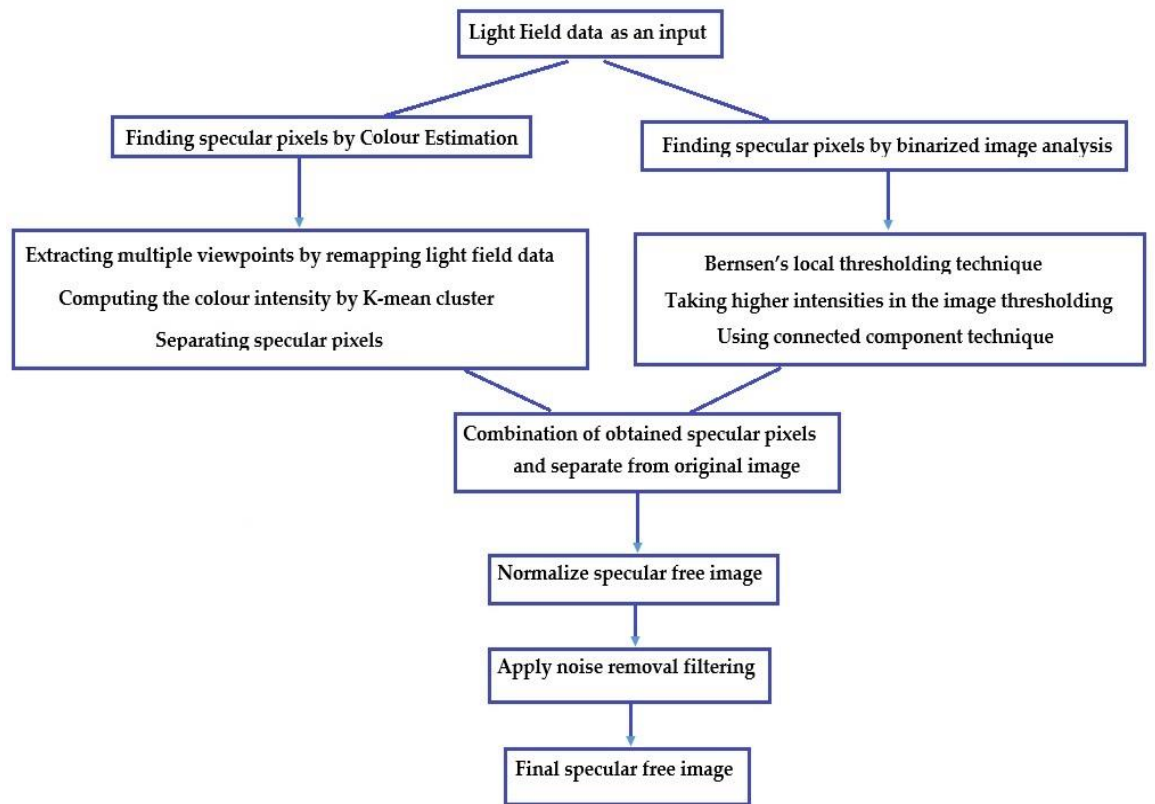 Light Field data as an input
Finding specular pixels by Colour Estimation
Finding specular pixels by binarized image analysis
Extracting multiple viewpoints by remapping light field data
Computing the colour intensity by K-mean cluster
Separating specular pixels
Bernsen's local thresholding technique
Taking higher intensities in the image thresholding
Using connected component technique
Combination of obtained specular pixels
and separate from original image
Normalize specular free image
Apply noise removal filtering
Final specular free image